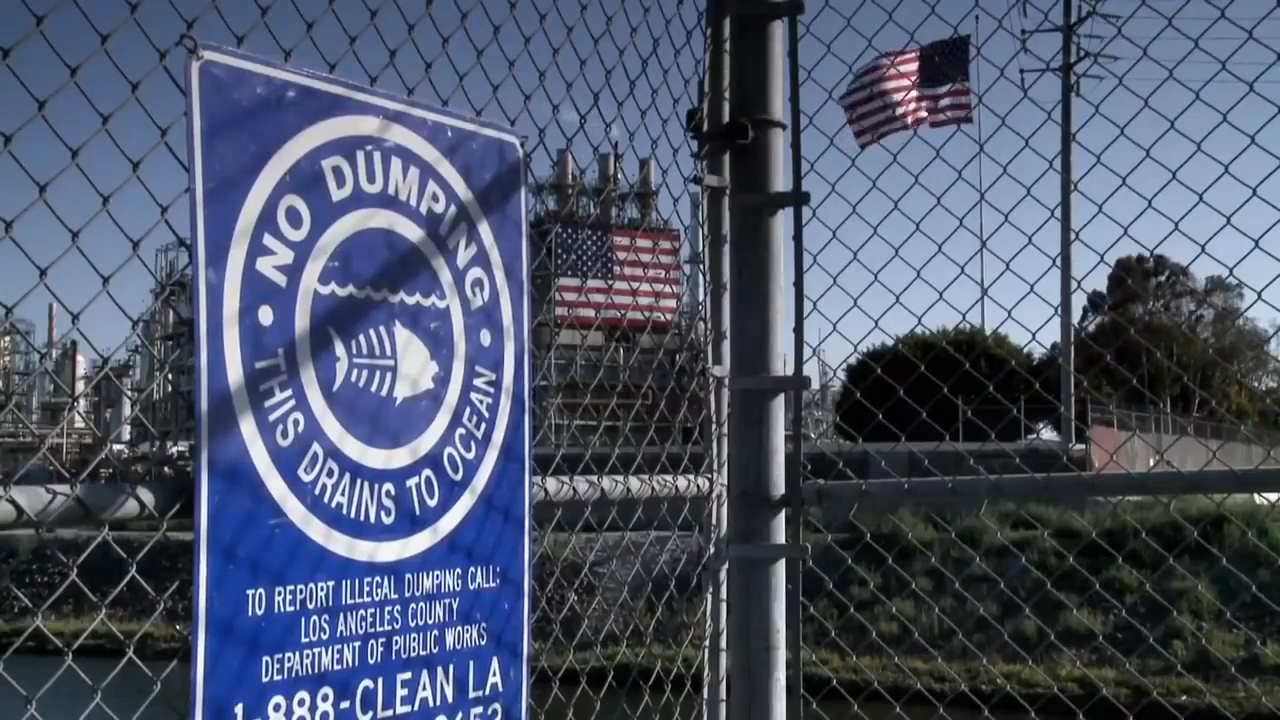 NO DUMPING
THIS DRAINS TO OCEAN
TO REPORT ILLEGAL DUMPING CALL:
LOS ANGELES COUNTY
DEPARTMENT OF PUBLIC WORKS
1-888-CLEAN LA